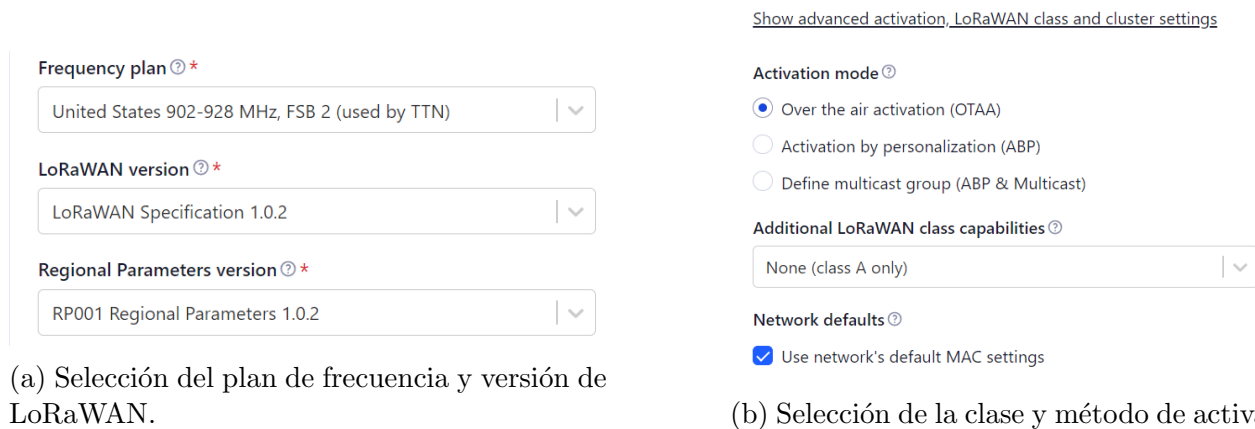 Frequency plan
United States 902-928 MHz, FSB 2 (used by TTN)
LoRaWAN version
LoRaWAN Specification 1.0.2
Regional Parameters version
RP001 Regional Parameters 1.0.2
(a) Selección del plan de frecuencia y versión de
LoRaWAN.
Show advanced activation, LoRaWAN class and cluster settings
Activation mode
Over the air activation (OTAA)
Activation by personalization (ABP)
Define multicast group (ABP & Multicast)
Additional LoRaWAN class capabilities
None (class A only)
Network defaults
Use network's default MAC settings
(b) Selección de la clase y método de